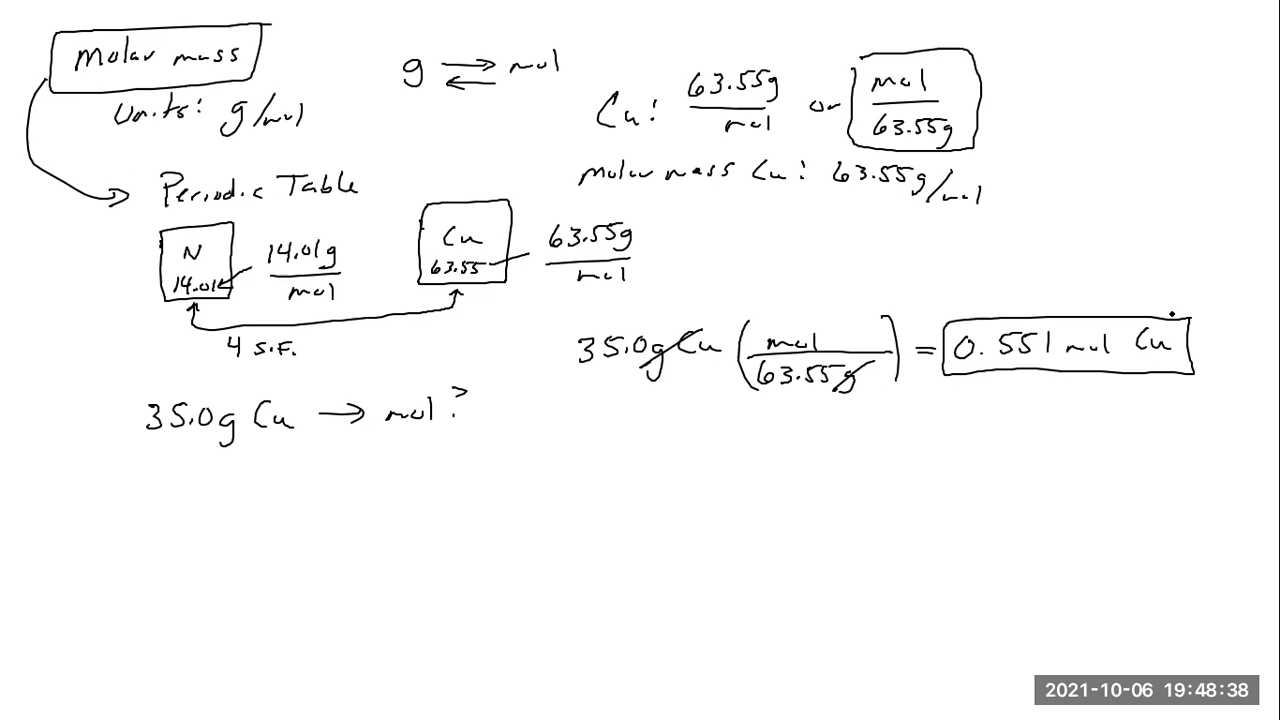 Molar mass
Units: g/mol
g ⇄ mol
Cu: 63.55g/mol or mol/63.55g
molar mass Cu: 63.55g/mol
Periodic Table
N
14.01
14.01g/mol
Cu
63.55
63.55g/mol
4 S.F.
35.0g Cu → mol?
35.0g Cu (mol/63.55g) = 0.551 mol Cu
2021-10-06 19:48:38